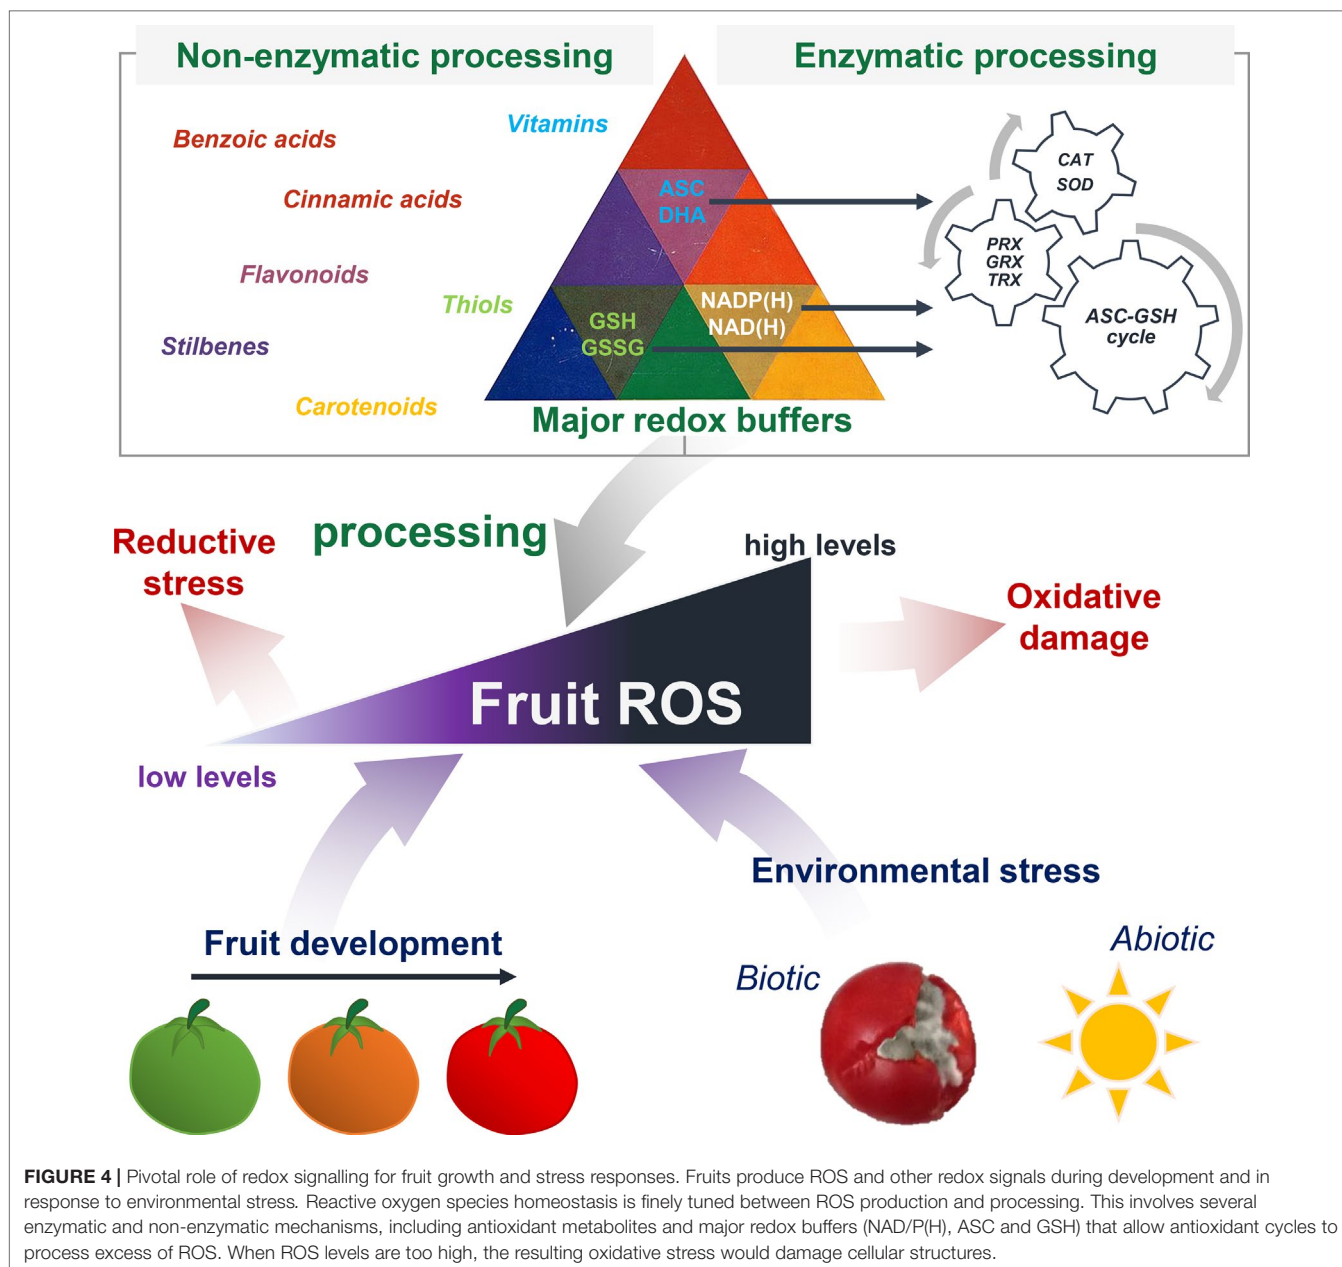 Non-enzymatic processing
Enzymatic processing
Benzoic acids
Vitamins
Cinnamic acids
Flavonoids
Thiols
Stilbenes
Carotenoids
ASC
DHA
GSH
GSSG
NADP(H)
NAD(H)
Major redox buffers
CAT
SOD
PRX
GRX
TRX
ASC-GSH
cycle
processing
Reductive
stress
high levels
Oxidative
damage
Fruit ROS
low levels
Environmental stress
Fruit development
Biotic
Abiotic
FIGURE 4 | Pivotal role of redox signalling for fruit growth and stress responses. Fruits produce ROS and other redox signals during development and in
response to environmental stress. Reactive oxygen species homeostasis is finely tuned between ROS production and processing. This involves several
enzymatic and non-enzymatic mechanisms, including antioxidant metabolites and major redox buffers (NAD/P(H), ASC and GSH) that allow antioxidant cycles to
process excess of ROS. When ROS levels are too high, the resulting oxidative stress would damage cellular structures.